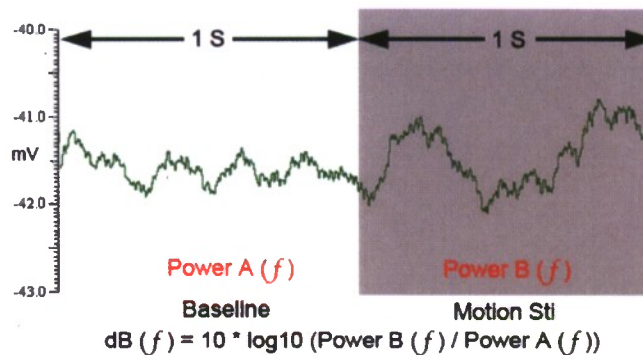 -40.0
1 S 1 S
-41.0
mV
-42.0
Power A (f) Power B (f)
-43.0
Baseline Motion Sti
dB (f) = 10 * log10 (Power B (f) / Power A (f))